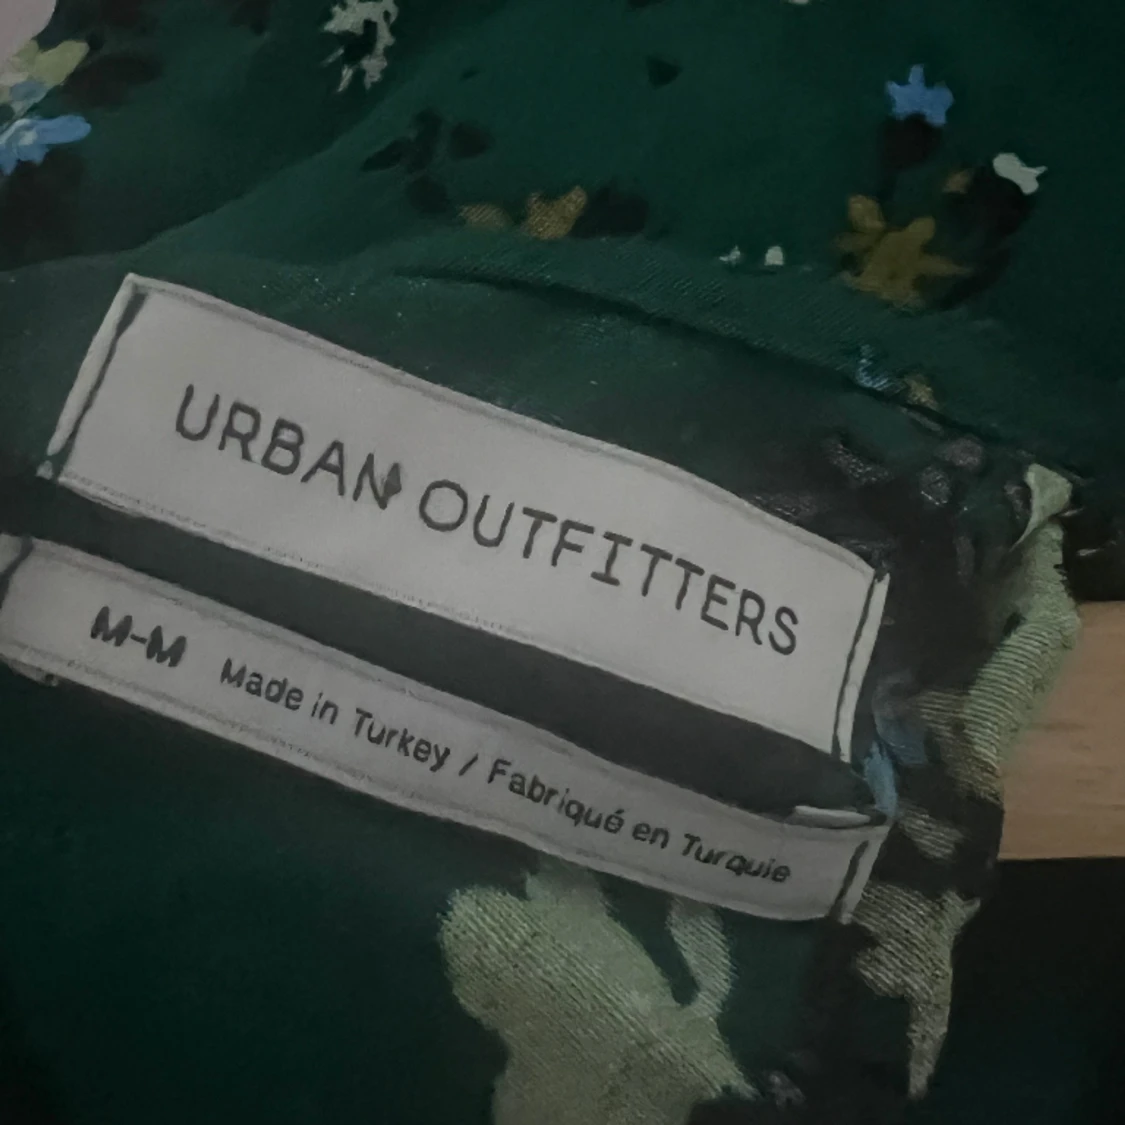 URBAN OUTFITTERS
M-M Made in Turkey / Fabriqué en Turquie